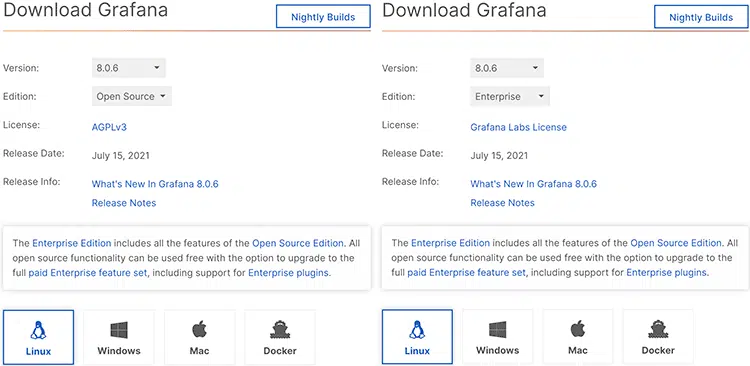 Download Grafana
Nightly Builds
Version:
8.0.6
Edition:
Open Source
License:
AGPLv3
Release Date:
July 15, 2021
Release Info:
What's New In Grafana 8.0.6
Release Notes
The Enterprise Edition includes all the features of the Open Source Edition. All
open source functionality can be used free with the option to upgrade to the
full paid Enterprise feature set, including support for Enterprise plugins.
Linux
Windows
Mac
Docker
Download Grafana
Nightly Builds
Version:
8.0.6
Edition:
Enterprise
License:
Grafana Labs License
Release Date:
July 15, 2021
Release Info:
What's New In Grafana 8.0.6
Release Notes
The Enterprise Edition includes all the features of the Open Source Edition. All
open source functionality can be used free with the option to upgrade to the
full paid Enterprise feature set, including support for Enterprise plugins.
Linux
Windows
Mac
Docker